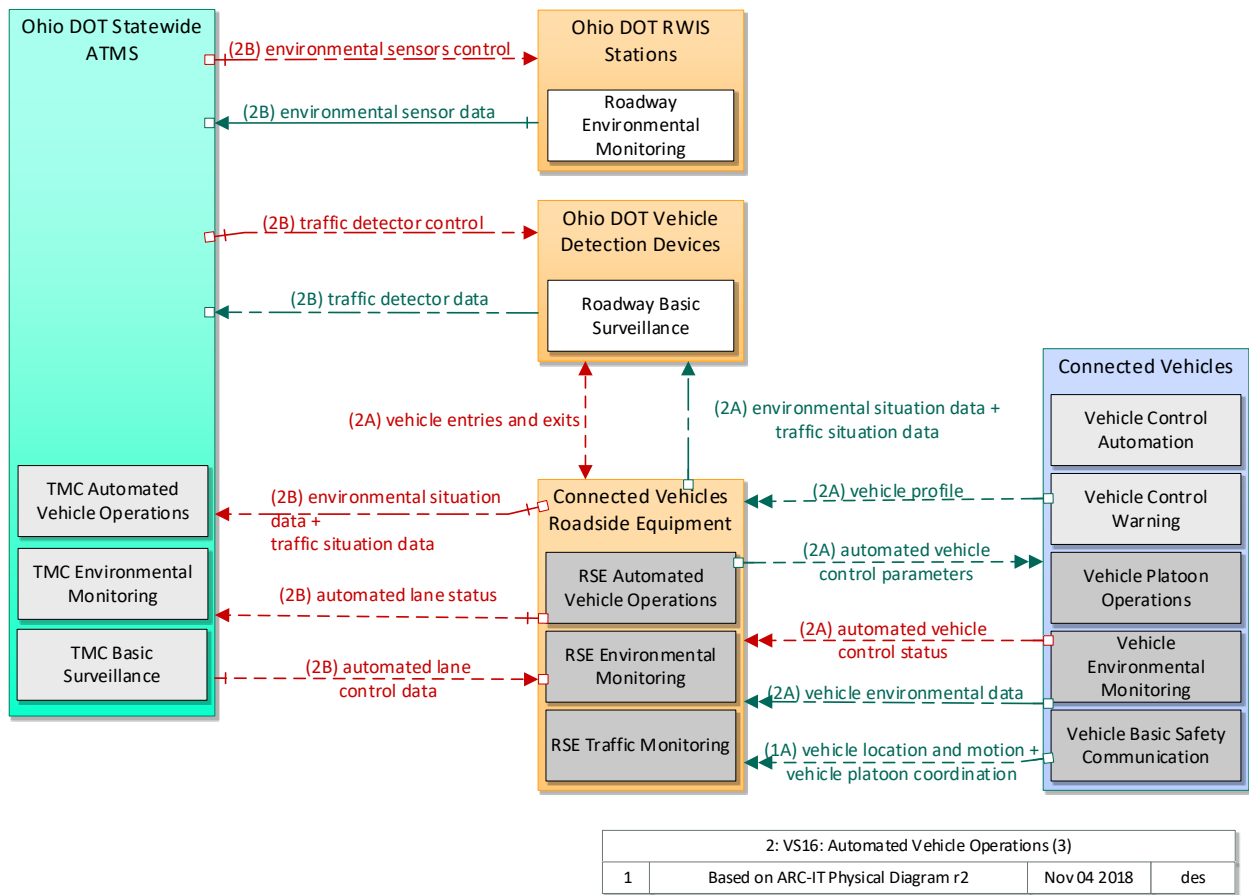 Ohio DOT Statewide
ATMS
(2B) environmental sensors control
Ohio DOT RWIS
Stations
(2B) environmental sensor data
Roadway
Environmental
Monitoring
(2B) traffic detector control
Ohio DOT Vehicle
Detection Devices
(2B) traffic detector data
Roadway Basic
Surveillance
(2A) vehicle entries and exits
(2A) environmental situation data +
traffic situation data
Connected Vehicles
Vehicle Control
Automation
TMC Automated
Vehicle Operations
(2B) environmental situation
data +
traffic situation data
Connected Vehicles
Roadside Equipment
(2A) vehicle profile
Vehicle Control
Warning
TMC Environmental
Monitoring
(2B) automated lane status
RSE Automated
Vehicle Operations
(2A) automated vehicle
control parameters
Vehicle Platoon
Operations
TMC Basic
Surveillance
(2B) automated lane
control data
RSE Environmental
Monitoring
(2A) automated vehicle
control status
Vehicle
Environmental
Monitoring
(2A) vehicle environmental data
RSE Traffic Monitoring
(1A) vehicle location and motion +
vehicle platoon coordination
Vehicle Basic Safety
Communication
2: VS16: Automated Vehicle Operations (3)
1 Based on ARC-IT Physical Diagram r2 Nov 04 2018 des